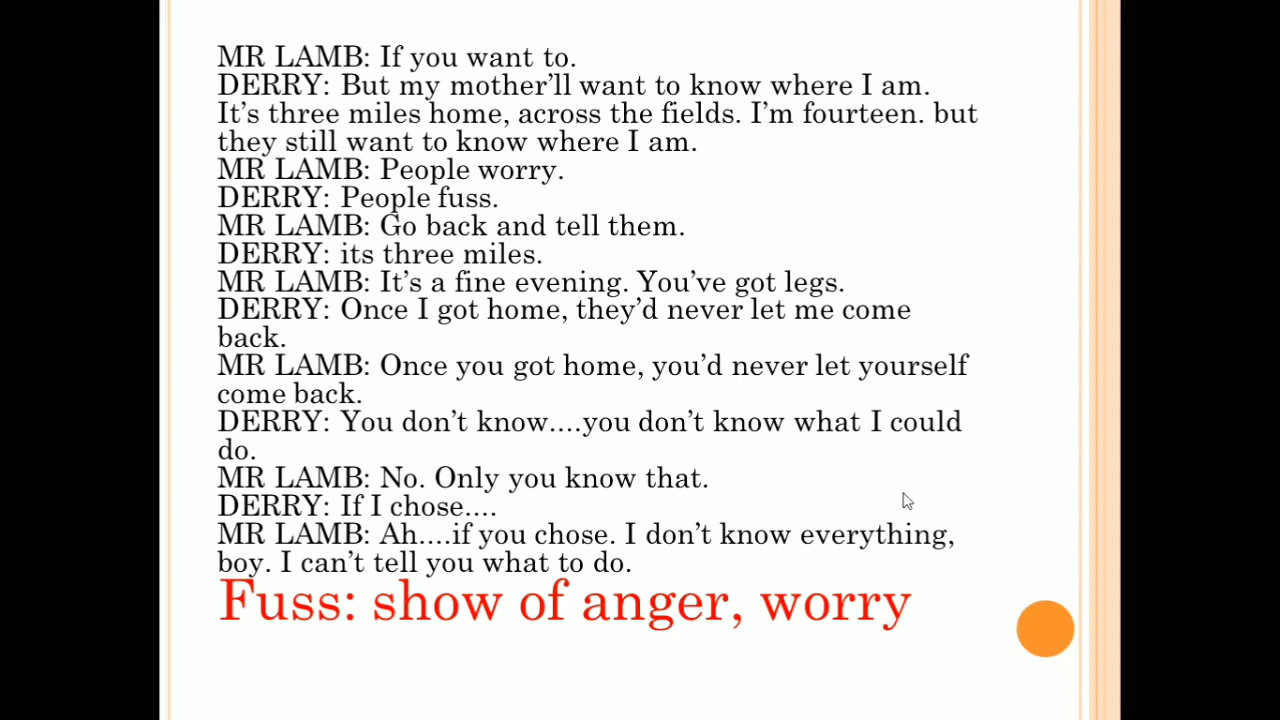 MR LAMB: If you want to.
DERRY: But my mother’ll want to know where I am.
It’s three miles home, across the fields. I’m fourteen. but
they still want to know where I am.
MR LAMB: People worry.
DERRY: People fuss.
MR LAMB: Go back and tell them.
DERRY: its three miles.
MR LAMB: It’s a fine evening. You’ve got legs.
DERRY: Once I got home, they’d never let me come
back.
MR LAMB: Once you got home, you’d never let yourself
come back.
DERRY: You don’t know....you don’t know what I could
do.
MR LAMB: No. Only you know that.
DERRY: If I chose....
MR LAMB: Ah....if you chose. I don’t know everything,
boy. I can’t tell you what to do.
Fuss: show of anger, worry